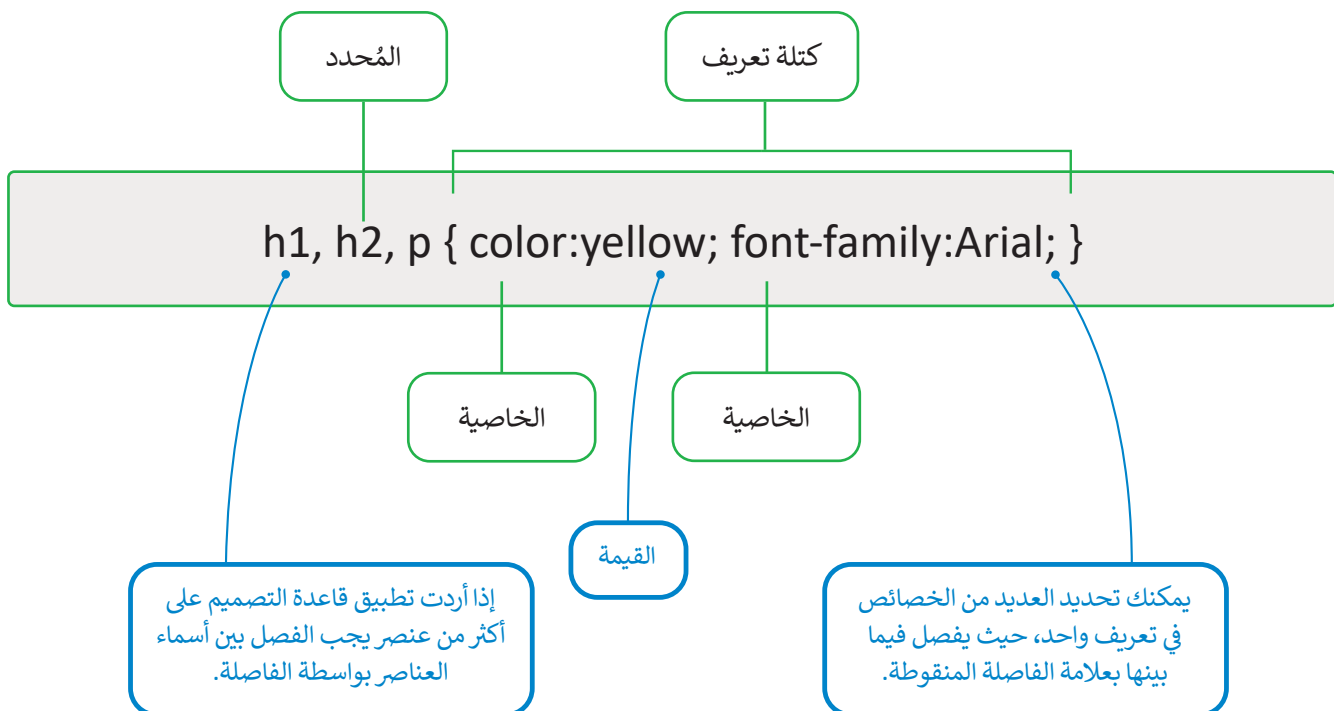 المُحدد
كتلة تعريف
h1, h2, p { color:yellow; font-family:Arial; }
الخاصية
الخاصية
القيمة
يمكنك تحديد العديد من الخصائص
في تعريف واحد، حيث يفصل فيما
بينها بعلامة الفاصلة المنقوطة.
إذا أردت تطبيق قاعدة التصميم على
أكثر من عنصر يجب الفصل بين أسماء
العناصر بواسطة الفاصلة.